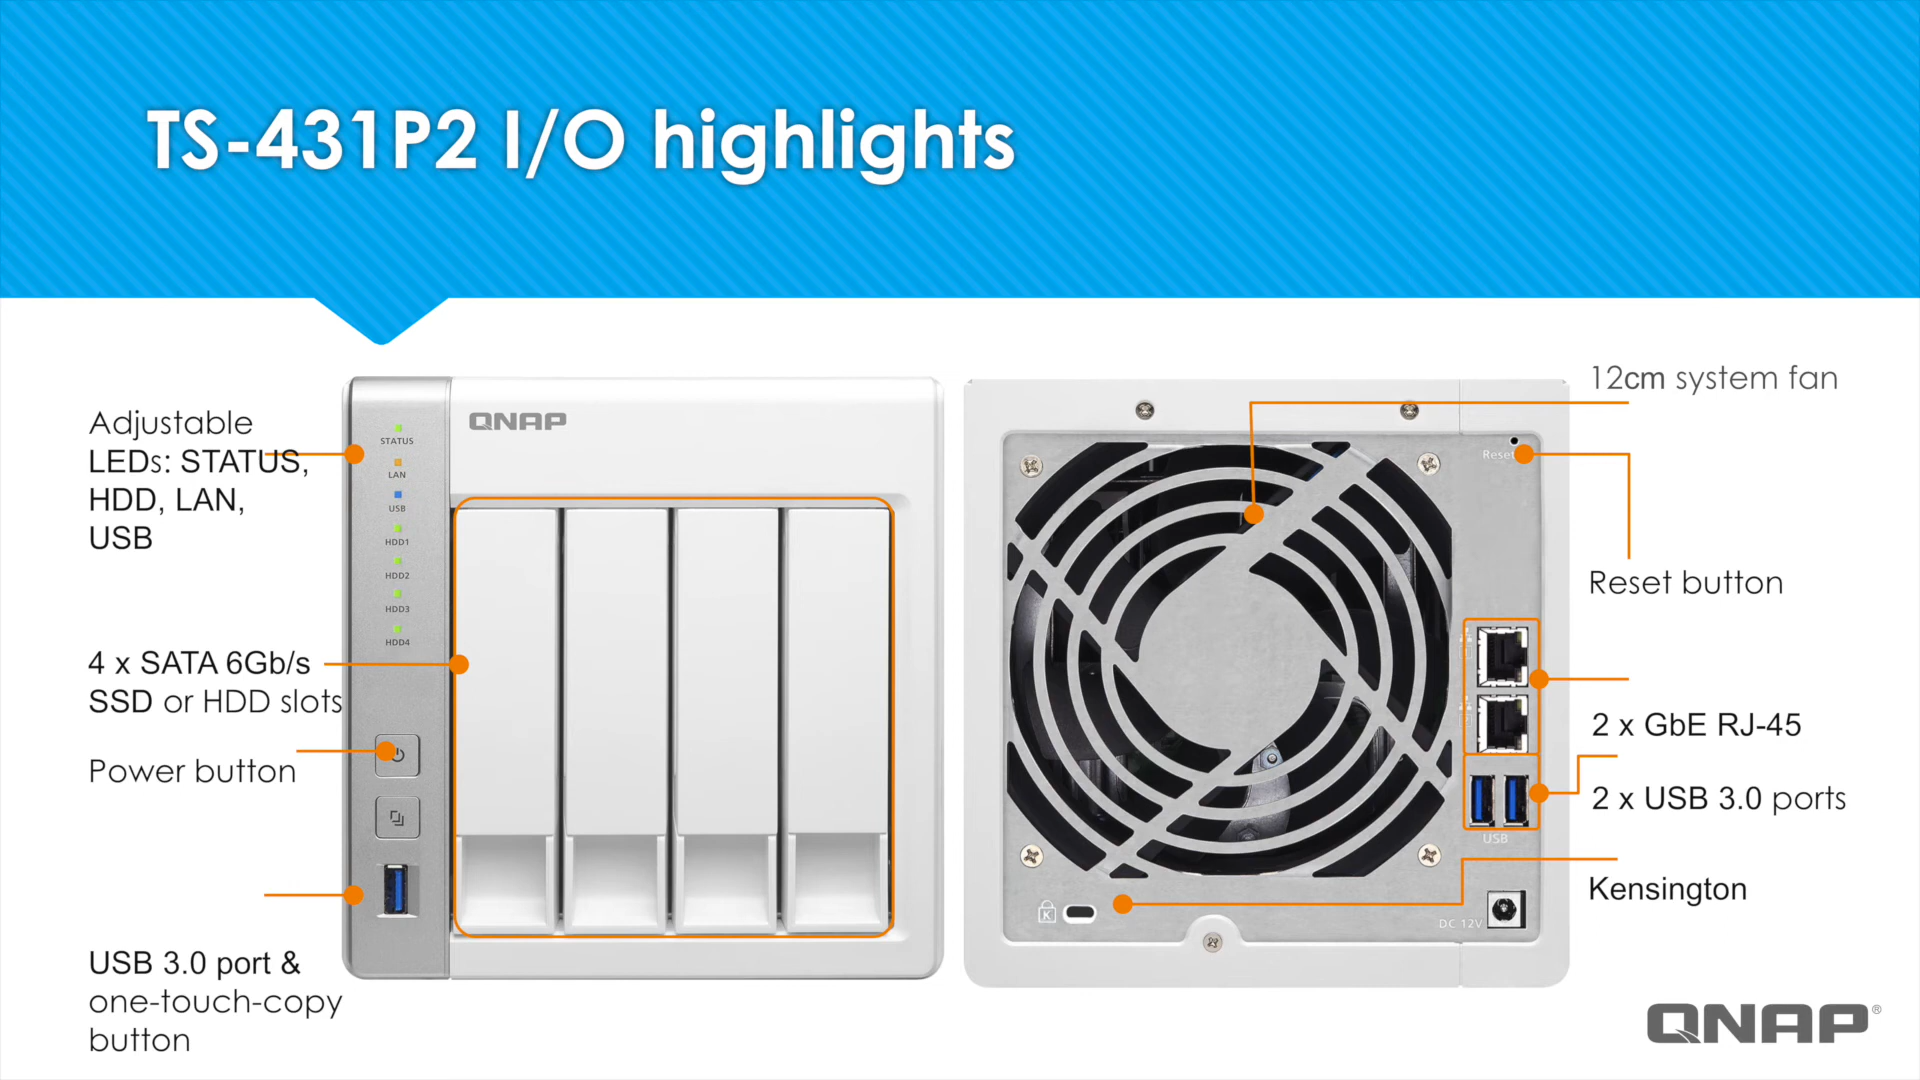 TS-431P2 I/O highlights
Adjustable
LEDs: STATUS,
HDD, LAN,
USB
4 x SATA 6Gb/s
SSD or HDD slots
Power button
USB 3.0 port &
one-touch-copy
button
STATUS
LAN
USB
HDD1
HDD2
HDD3
HDD4
QNAP
12cm system fan
Reset
Reset button
2 x GbE RJ-45
2 x USB 3.0 ports
USB
Kensington
K
DC 12V
QNAP®